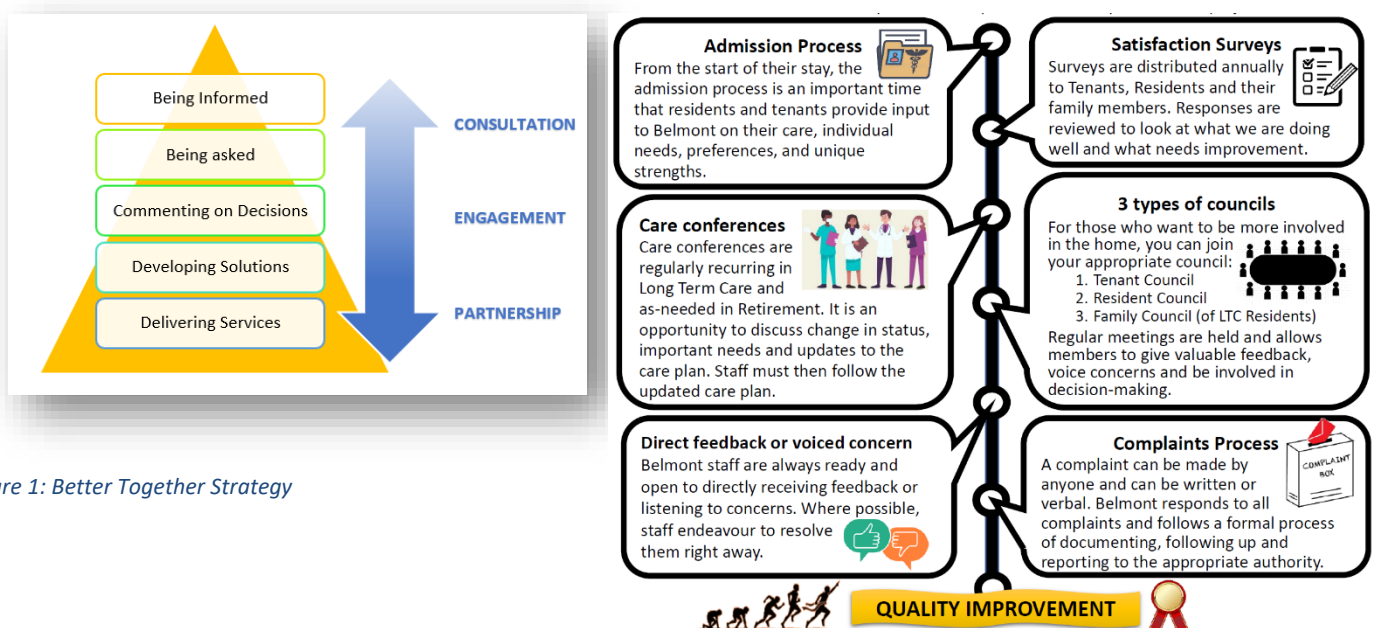 Being Informed
Being asked
Commenting on Decisions
Developing Solutions
Delivering Services
CONSULTATION
ENGAGEMENT
PARTNERSHIP
re 1: Better Together Strategy
Admission Process
From the start of their stay, the
admission process is an important time
that residents and tenants provide input
to Belmont on their care, individual
needs, preferences, and unique
strengths.
Satisfaction Surveys
Surveys are distributed annually
to Tenants, Residents and their
family members. Responses are
reviewed to look at what we are doing
well and what needs improvement.
Care conferences
Care conferences are
regularly recurring in
Long Term Care and
as-needed in Retirement. It is an
opportunity to discuss change in status,
important needs and updates to the
care plan. Staff must then follow the
updated care plan.
3 types of councils
For those who want to be more involved
in the home, you can join
your appropriate council:
1. Tenant Council
2. Resident Council
3. Family Council (of LTC Residents)
Regular meetings are held and allows
members to give valuable feedback,
voice concerns and be involved in
decision-making.
Direct feedback or voiced concern
Belmont staff are always ready and
open to directly receiving feedback or
listening to concerns. Where possible,
staff endeavour to resolve
them right away.
Complaints Process
A complaint can be made by
anyone and can be written or
verbal. Belmont responds to all
complaints and follows a formal process
of documenting, following up and
reporting to the appropriate authority.
COMPLAINT
BOX
QUALITY IMPROVEMENT